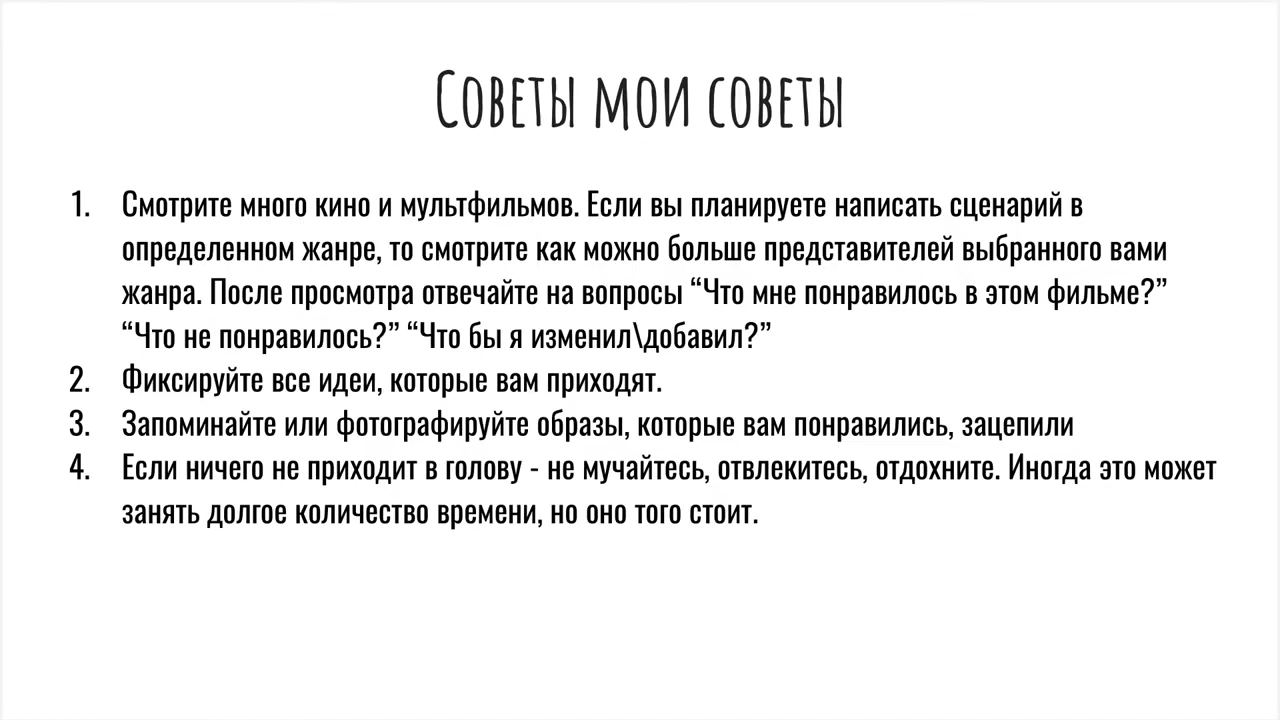 Советы мои советы
1. Смотрите много кино и мультфильмов. Если вы планируете написать сценарий в
определенном жанре, то смотрите как можно больше представителей выбранного вами
жанра. После просмотра отвечайте на вопросы “Что мне понравилось в этом фильме?”
“Что не понравилось?” “Что бы я изменил\добавил?”
2. Фиксируйте все идеи, которые вам приходят.
3. Запоминайте или фотографируйте образы, которые вам понравились, зацепили
4. Если ничего не приходит в голову - не мучайтесь, отвлекитесь, отдохните. Иногда это может
занять долгое количество времени, но оно того стоит.